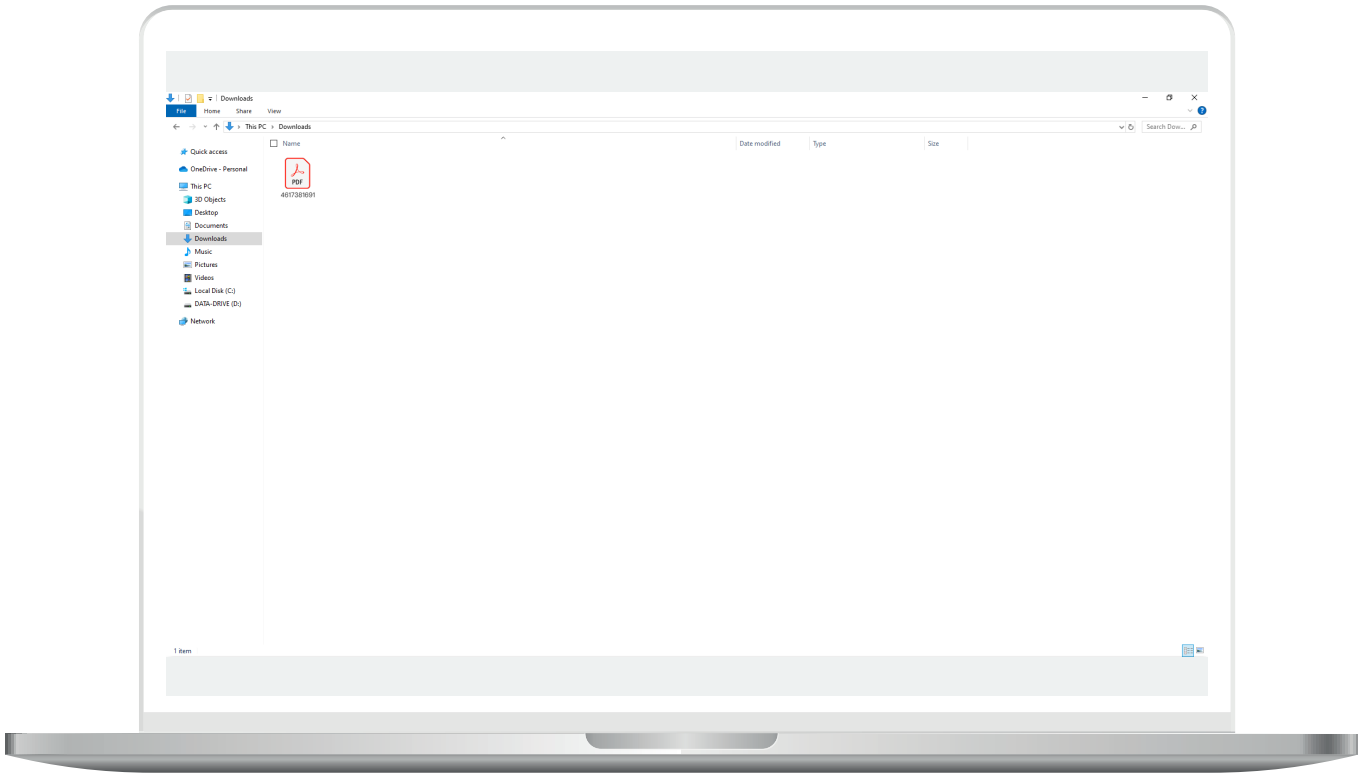 Downloads
File Home Share View
This PC > Downloads
Search Dow...
Name Date modified Type Size
Quick access
OneDrive - Personal
This PC
3D Objects
Desktop
Documents
Downloads
Music
Pictures
Videos
Local Disk (C:)
DATA-DRIVE (D:)
Network
PDF
4617381691
1 item